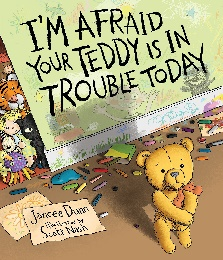 I'M AFRAID
YOUR TEDDY IS IN
TROUBLE TODAY
Jancee Dunn
illustrated by
Scott Nash